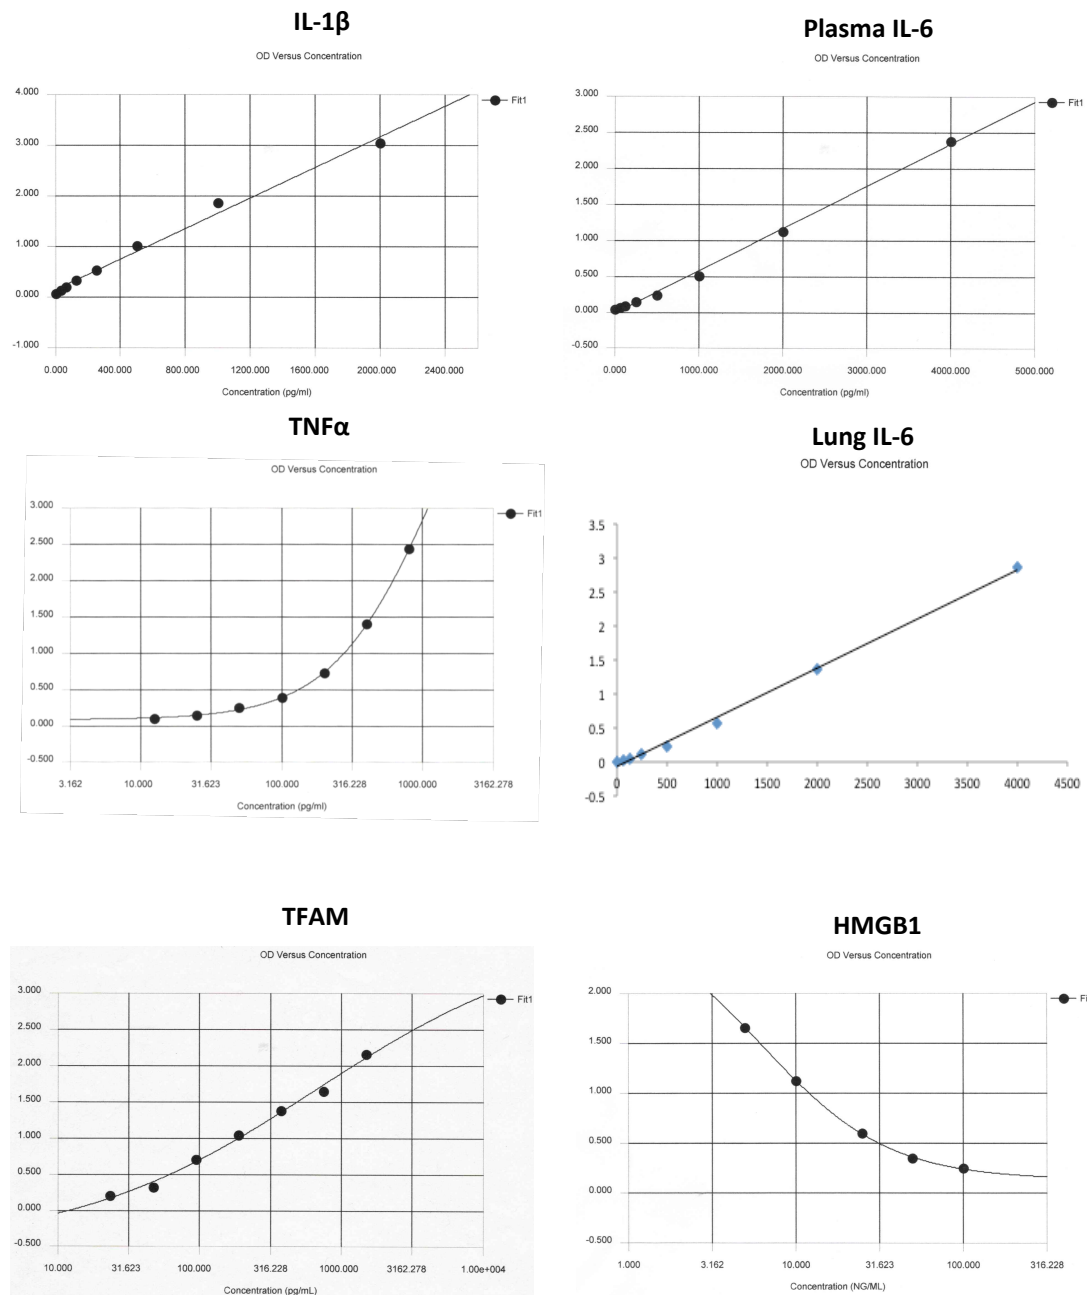 IL-1β
OD Versus Concentration
4.000
3.000
2.000
1.000
0.000
-1.000
0.000 400.000 800.000 1200.000 1600.000 2000.000 2400.000
Concentration (pg/ml)
Fit1
Plasma IL-6
OD Versus Concentration
3.000
2.500
2.000
1.500
1.000
0.500
0.000
-0.500
0.000 1000.000 2000.000 3000.000 4000.000 5000.000
Concentration (pg/ml)
Fit1
TNFα
OD Versus Concentration
3.000
2.500
2.000
1.500
1.000
0.500
0.000
-0.500
3.162 10.000 31.623 100.000 316.228 1000.000 3162.278
Concentration (pg/ml)
Fit1
Lung IL-6
OD Versus Concentration
3.5
3
2.5
2
1.5
1
0.5
0
-0.5
0 500 1000 1500 2000 2500 3000 3500 4000 4500
TFAM
OD Versus Concentration
3.000
2.500
2.000
1.500
1.000
0.500
0.000
-0.500
10.000 31.623 100.000 316.228 1000.000 3162.278 1.00e+004
Concentration (pg/mL)
Fit1
HMGB1
OD Versus Concentration
2.000
1.500
1.000
0.500
0.000
-0.500
1.000 3.162 10.000 31.623 100.000 316.228
Concentration (NG/ML)
Fi